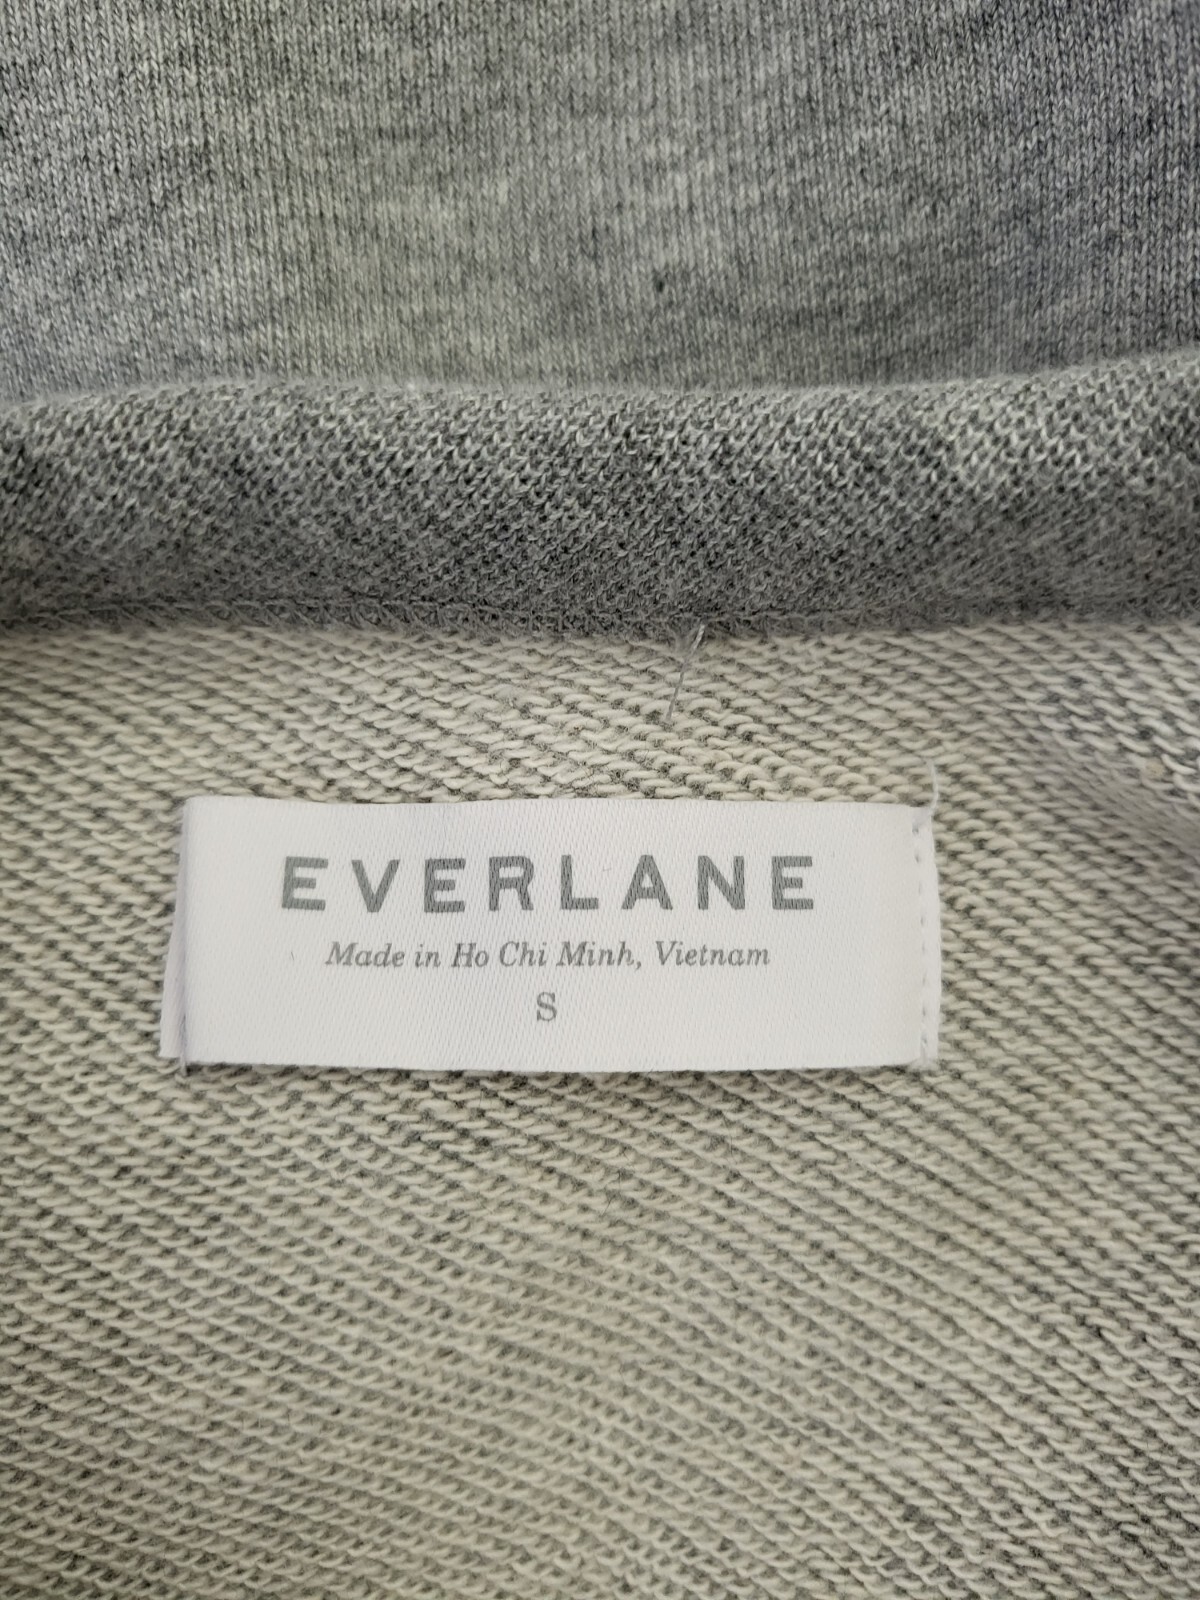 EVERLANE
Made in Ho Chi Minh, Vietnam
S